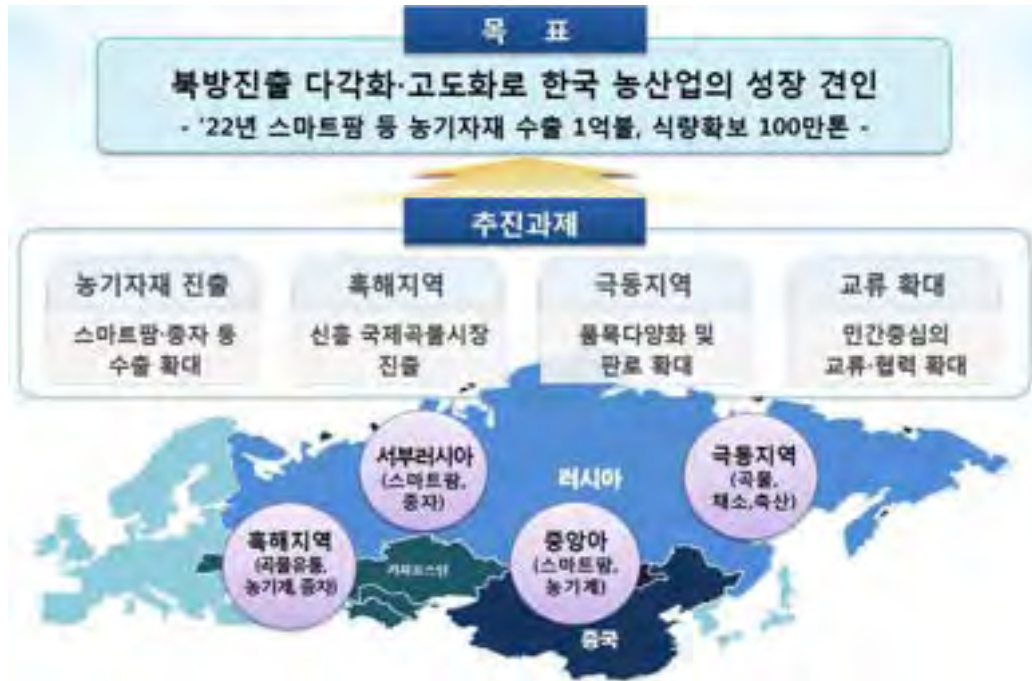 목 표
북방진출 다각화·고도화로 한국 농산업의 성장 견인
- '22년 스마트팜 등 농기자재 수출 1억불, 식량확보 100만톤 -
추진과제
농기자재 진출
스마트팜·종자 등
수출 확대
흑해지역
신흥 국제곡물시장
진출
극동지역
품목다양화 및
판로 확대
교류 확대
민간중심의
교류·협력 확대
서부러시아
(스마트팜,
종자)
러시아
극동지역
(곡물,
채소,축산)
흑해지역
(곡물유통,
농기계,종자)
카자흐스탄
중앙아
(스마트팜,
농기계)
중국